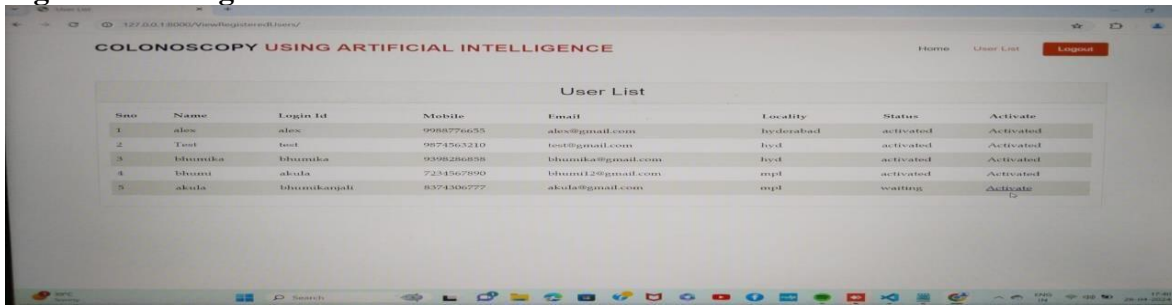 User List
127.0.0.1:8000/ViewRegisteredUsers/
COLONOSCOPY USING ARTIFICIAL INTELLIGENCE Home User List Logout
User List
Sno Name Login Id Mobile Email Locality Status Activate
1 alex alex 9988776655 alex@gmail.com hyderabad activated Activated
2 Test test 9874563210 test@gmail.com hyd activated Activated
3 bhumika bhumika 9398286858 bhumika@gmail.com hyd activated Activated
4 bhumi akula 7234567890 bhumi12@gmail.com mpl activated Activated
5 akula bhumikanjali 8374306777 akula@gmail.com mpl waiting Activate
Search ENG
IN